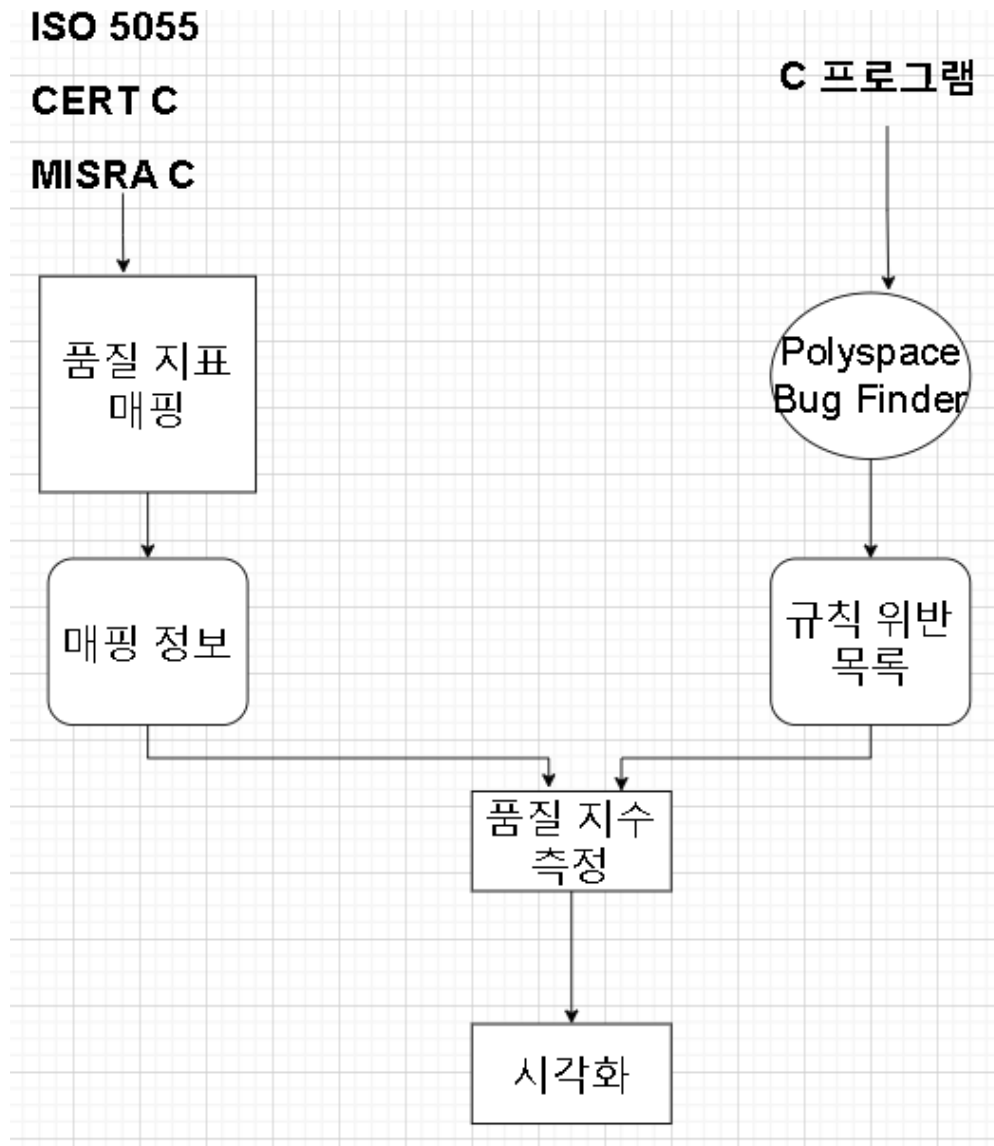 ISO 5055
CERT C
MISRA C
C 프로그램
품질 지표
매핑
Polyspace
Bug Finder
매핑 정보
규칙 위반
목록
품질 지수
측정
시각화